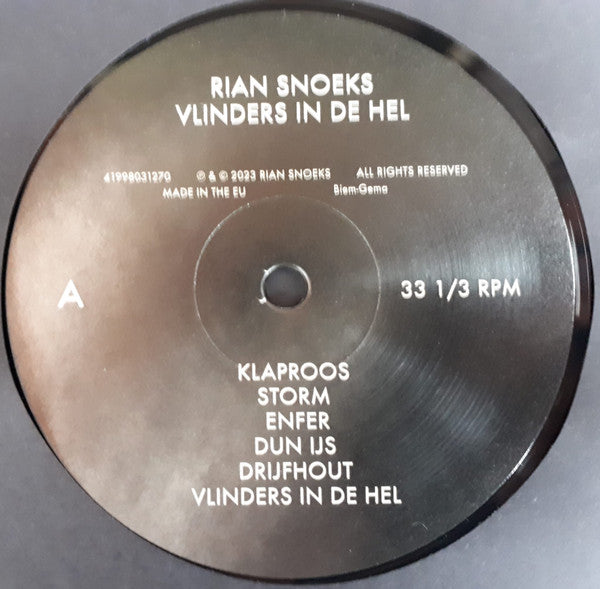 RIAN SNOEKS
VLINDERS IN DE HEL
41998031270 ℗ & © 2023 RIAN SNOEKS ALL RIGHTS RESERVED
MADE IN THE EU Biem-Gema
A
33 1/3 RPM
KLAPROOS
STORM
ENFER
DUN IJS
DRIJFHOUT
VLINDERS IN DE HEL